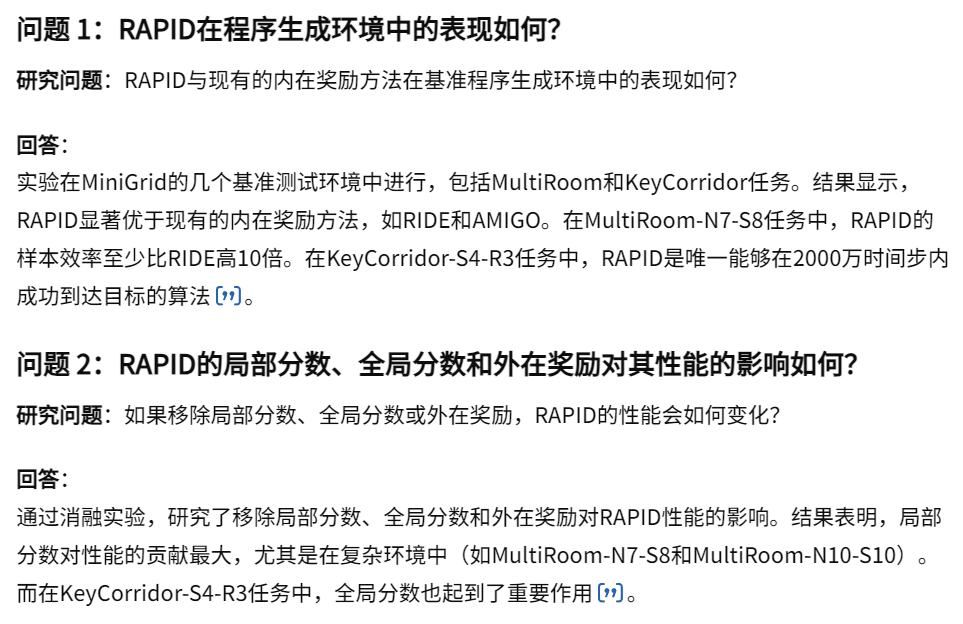 问题 1：RAPID在程序生成环境中的表现如何？
研究问题：RAPID与现有的内在奖励方法在基准程序生成环境中的表现如何？
回答：
实验在MiniGrid的几个基准测试环境中进行，包括MultiRoom和KeyCorridor任务。结果显示，
RAPID显著优于现有的内在奖励方法，如RIDE和AMIGO。在MultiRoom-N7-S8任务中，RAPID的
样本效率至少比RIDE高10倍。在KeyCorridor-S4-R3任务中，RAPID是唯一能够在2000万时间步内
成功到达目标的算法[❟❟]。
问题 2：RAPID的局部分数、全局分数和外在奖励对其性能的影响如何？
研究问题：如果移除局部分数、全局分数或外在奖励，RAPID的性能会如何变化？
回答：
通过消融实验，研究了移除局部分数、全局分数和外在奖励对RAPID性能的影响。结果表明，局部
分数对性能的贡献最大，尤其是在复杂环境中（如MultiRoom-N7-S8和MultiRoom-N10-S10）。
而在KeyCorridor-S4-R3任务中，全局分数也起到了重要作用[❟❟]。